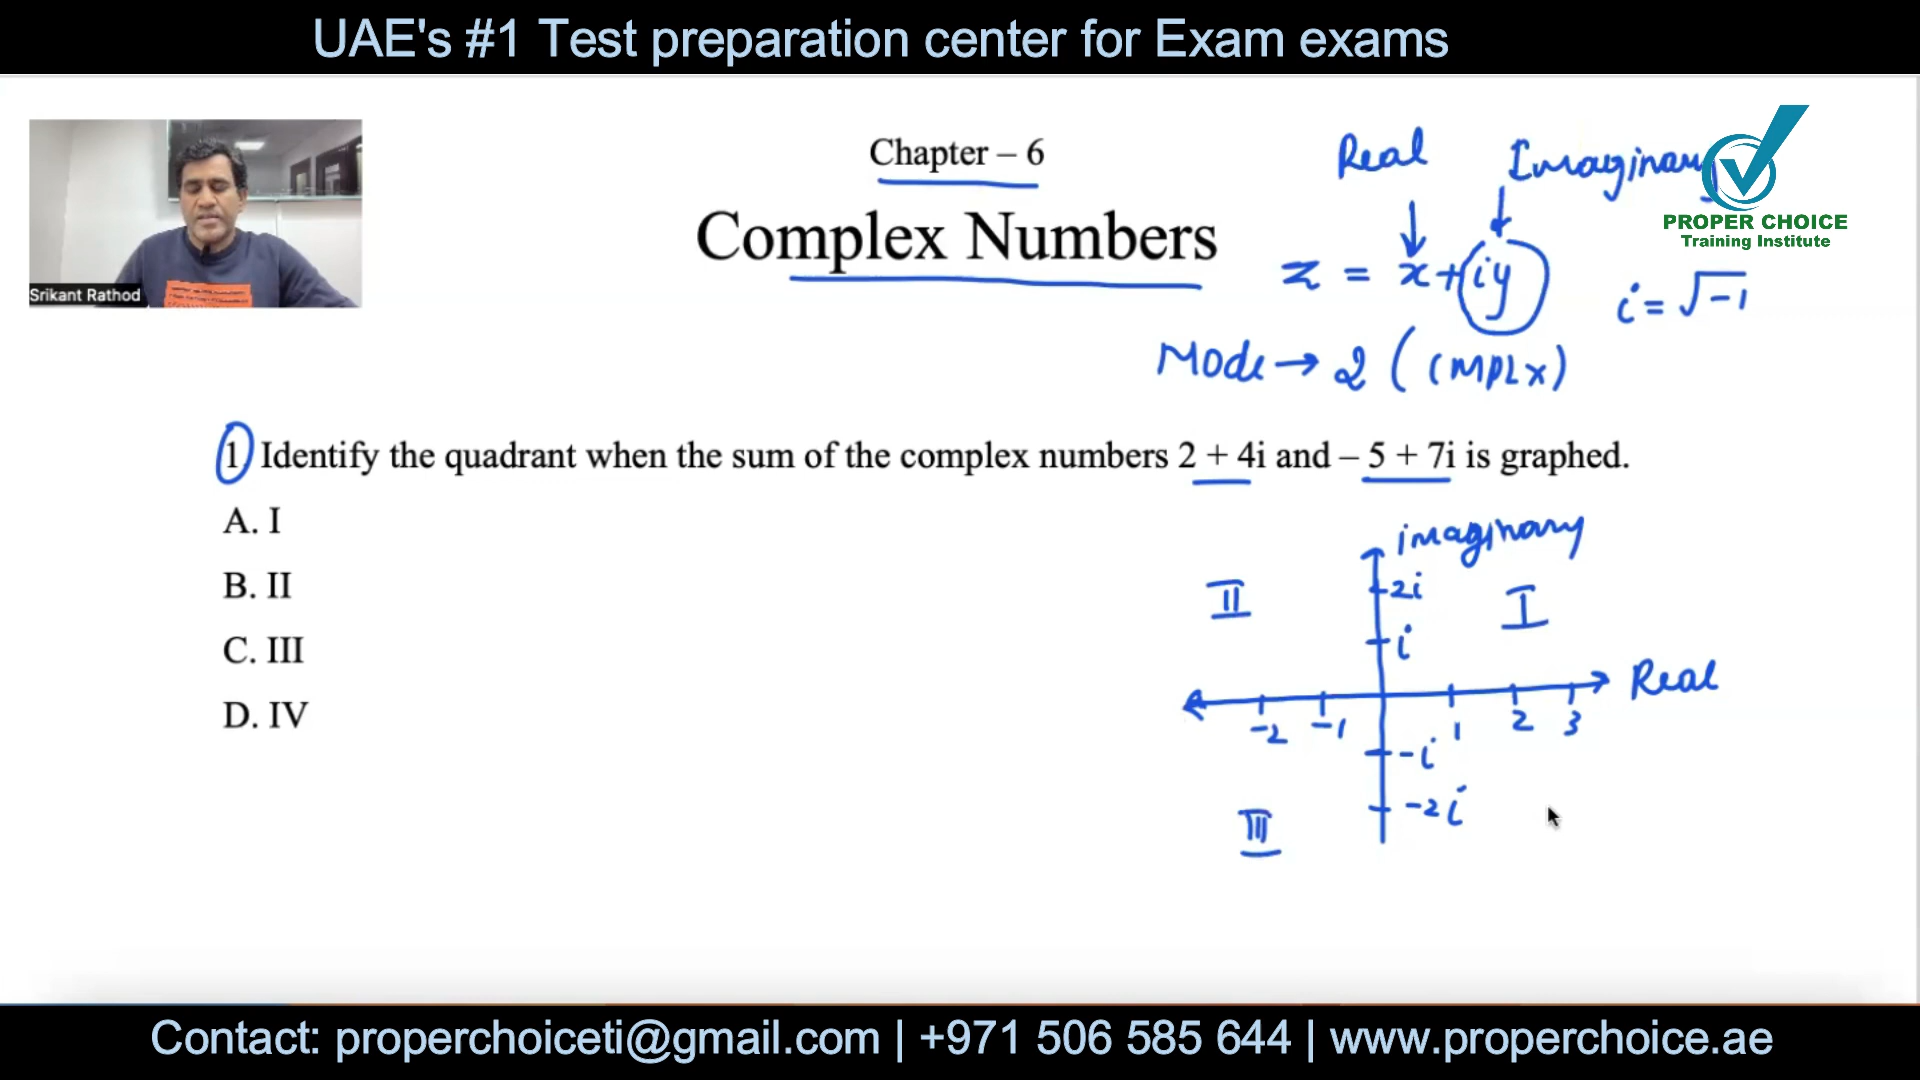 UAE's #1 Test preparation center for Exam exams
Srikant Rathod
Chapter – 6
Complex Numbers
Real
Imaginary
PROPER CHOICE
Training Institute
z = x+iy
i = √-1
Mode → 2 (CMPLX)
1 Identify the quadrant when the sum of the complex numbers 2 + 4i and – 5 + 7i is graphed.
A. I
B. II
C. III
D. IV
imaginary
II
2i
I
i
Real
-2 -1 1 2 3
-i
-2i
III
Contact: properchoiceti@gmail.com | +971 506 585 644 | www.properchoice.ae